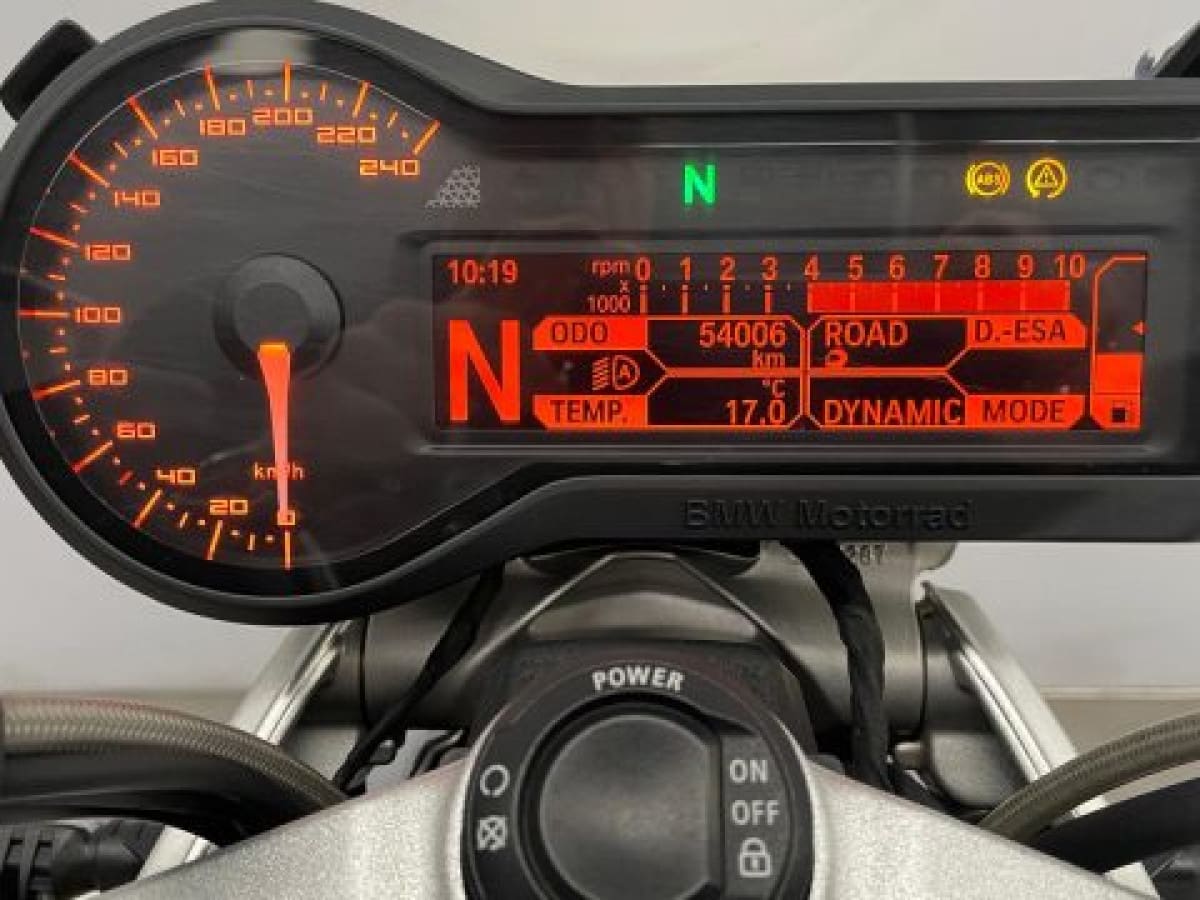 200
180
220
160
240
140
120
100
80
60
40
20
0
km/h
N
ABS
10:19
rpm 0 1 2 3 4 5 6 7 8 9 10
x
1000
N
ODO 54006
km
ROAD D.-ESA
A
°C
TEMP. 17.0
DYNAMIC MODE
BMW Motorrad
POWER
ON
OFF